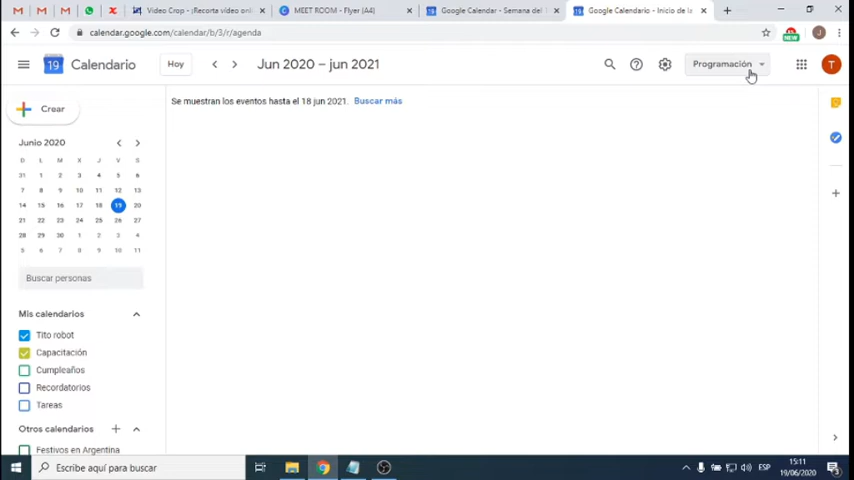 Video Crop - ¡Recorta vídeo onl
MEET ROOM - Flyer (A4)
Google Calendar - Semana del
Google Calendario - Inicio de la
calendar.google.com/calendar/b/3/r/agenda
NEW
J
19
Calendario
Hoy
Jun 2020 – jun 2021
Programación
T
Crear
Se muestran los eventos hasta el 18 jun 2021. Buscar más
Junio 2020
D L M X J V S
31 1 2 3 4 5 6
7 8 9 10 11 12 13
14 15 16 17 18 19 20
21 22 23 24 25 26 27
28 29 30 1 2 3 4
5 6 7 8 9 10 11
Buscar personas
Mis calendarios
Tito robot
Capacitación
Cumpleaños
Recordatorios
Tareas
Otros calendarios
Festivos en Argentina
Escribe aquí para buscar
ESP
15:11
19/06/2020
3